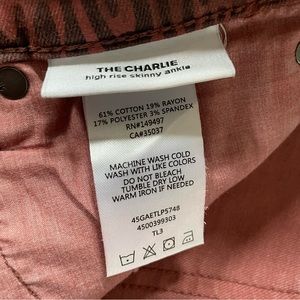 THE CHARLIE
high rise skinny ankle
61% COTTON 19% RAYON
17% POLYESTER 3% SPANDEX
RN#149497
CA#35037
MACHINE WASH COLD
WASH WITH LIKE COLORS
DO NOT BLEACH
TUMBLE DRY LOW
WARM IRON IF NEEDED
45GAETLP5748
4500399303
TL3